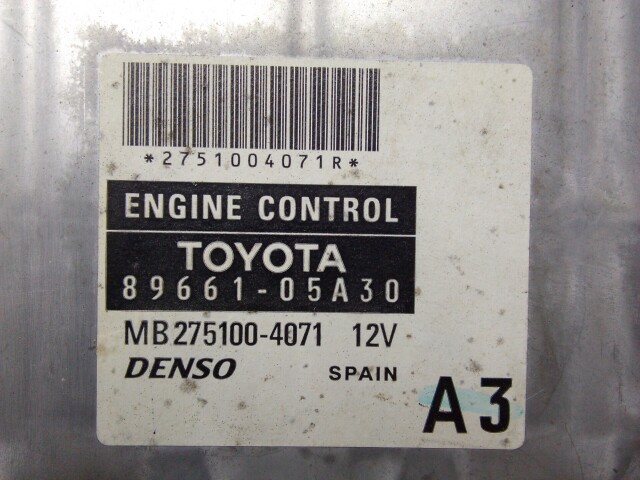 *2751004071R*
ENGINE CONTROL
TOYOTA
89661-05A30
MB275100-4071 12V
DENSO SPAIN
A3